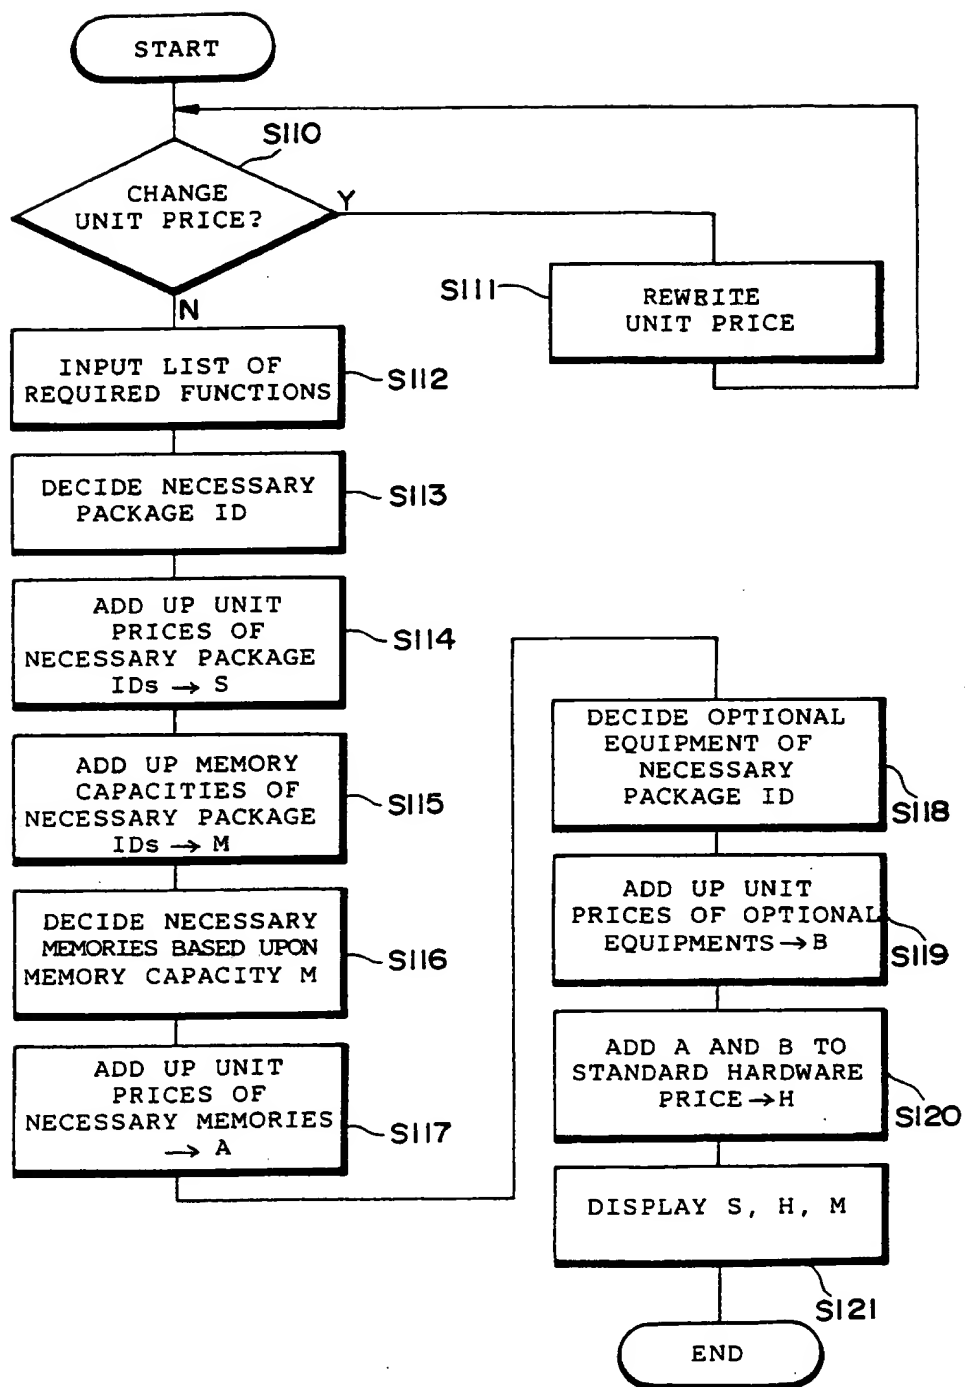 START
S110
CHANGE
UNIT PRICE?
Y
N
S111
REWRITE
UNIT PRICE
INPUT LIST OF
REQUIRED FUNCTIONS
S112
DECIDE NECESSARY
PACKAGE ID
S113
ADD UP UNIT
PRICES OF
NECESSARY PACKAGE
IDs → S
S114
ADD UP MEMORY
CAPACITIES OF
NECESSARY PACKAGE
IDs → M
S115
DECIDE NECESSARY
MEMORIES BASED UPON
MEMORY CAPACITY M
S116
ADD UP UNIT
PRICES OF
NECESSARY MEMORIES
→ A
S117
DECIDE OPTIONAL
EQUIPMENT OF
NECESSARY
PACKAGE ID
S118
ADD UP UNIT
PRICES OF OPTIONAL
EQUIPMENTS → B
S119
ADD A AND B TO
STANDARD HARDWARE
PRICE → H
S120
DISPLAY S, H, M
S121
END